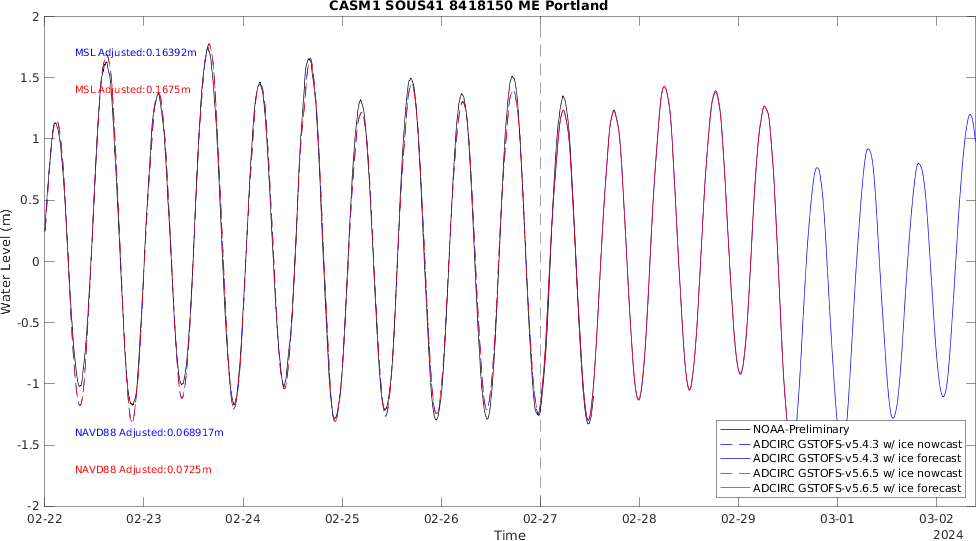 CASM1 SOUS41 8418150 ME Portland
2
MSL Adjusted:0.16392m
1.5
MSL Adjusted:0.1675m
1
0.5
0
-0.5
-1
-1.5
-2
Water Level (m)
NAVD88 Adjusted:0.068917m
NAVD88 Adjusted:0.0725m
NOAA-Preliminary
ADCIRC GSTOFS-v5.4.3 w/ ice nowcast
ADCIRC GSTOFS-v5.4.3 w/ ice forecast
ADCIRC GSTOFS-v5.6.5 w/ ice nowcast
ADCIRC GSTOFS-v5.6.5 w/ ice forecast
02-22 02-23 02-24 02-25 02-26 02-27 02-28 02-29 03-01 03-02
Time
2024